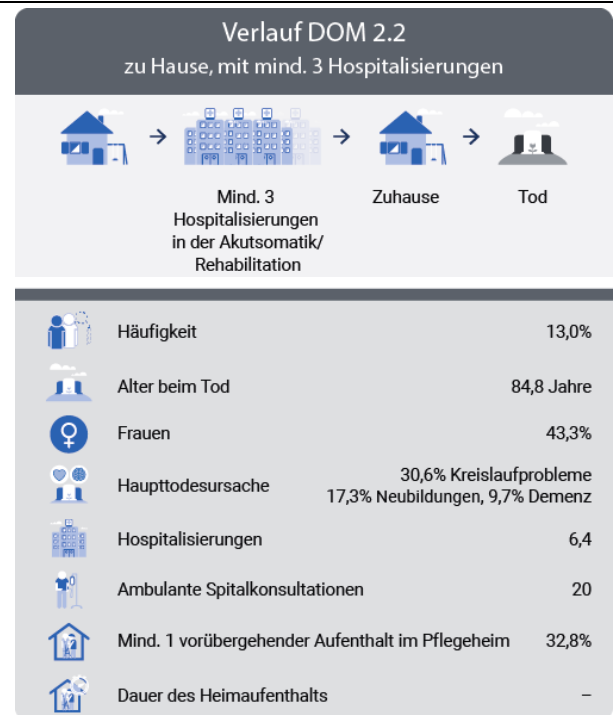 Verlauf DOM 2.2
zu Hause, mit mind. 3 Hospitalisierungen
Mind. 3
Hospitalisierungen
in der Akutsomatik/
Rehabilitation
Zuhause
Tod
Häufigkeit 13,0%
Alter beim Tod 84,8 Jahre
Frauen 43,3%
Haupttodesursache 30,6% Kreislaufprobleme
17,3% Neubildungen, 9,7% Demenz
Hospitalisierungen 6,4
Ambulante Spitalkonsultationen 20
Mind. 1 vorübergehender Aufenthalt im Pflegeheim 32,8%
Dauer des Heimaufenthalts –